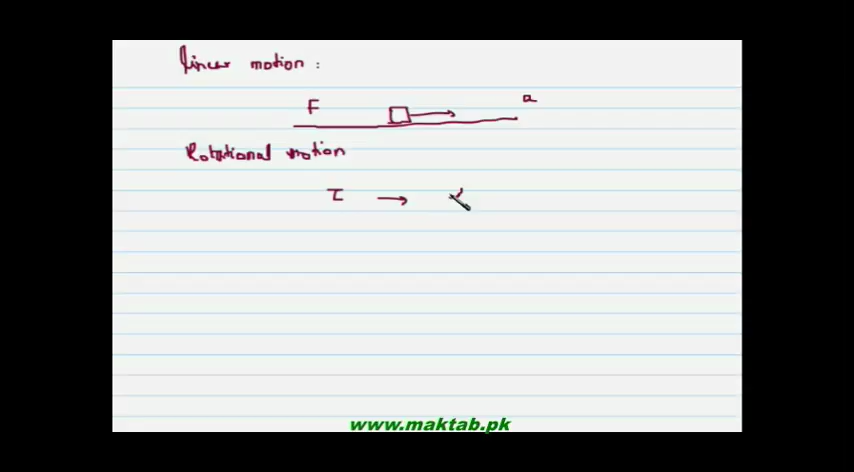 linear motion :
F a
Rotational motion
τ →
www.maktab.pk